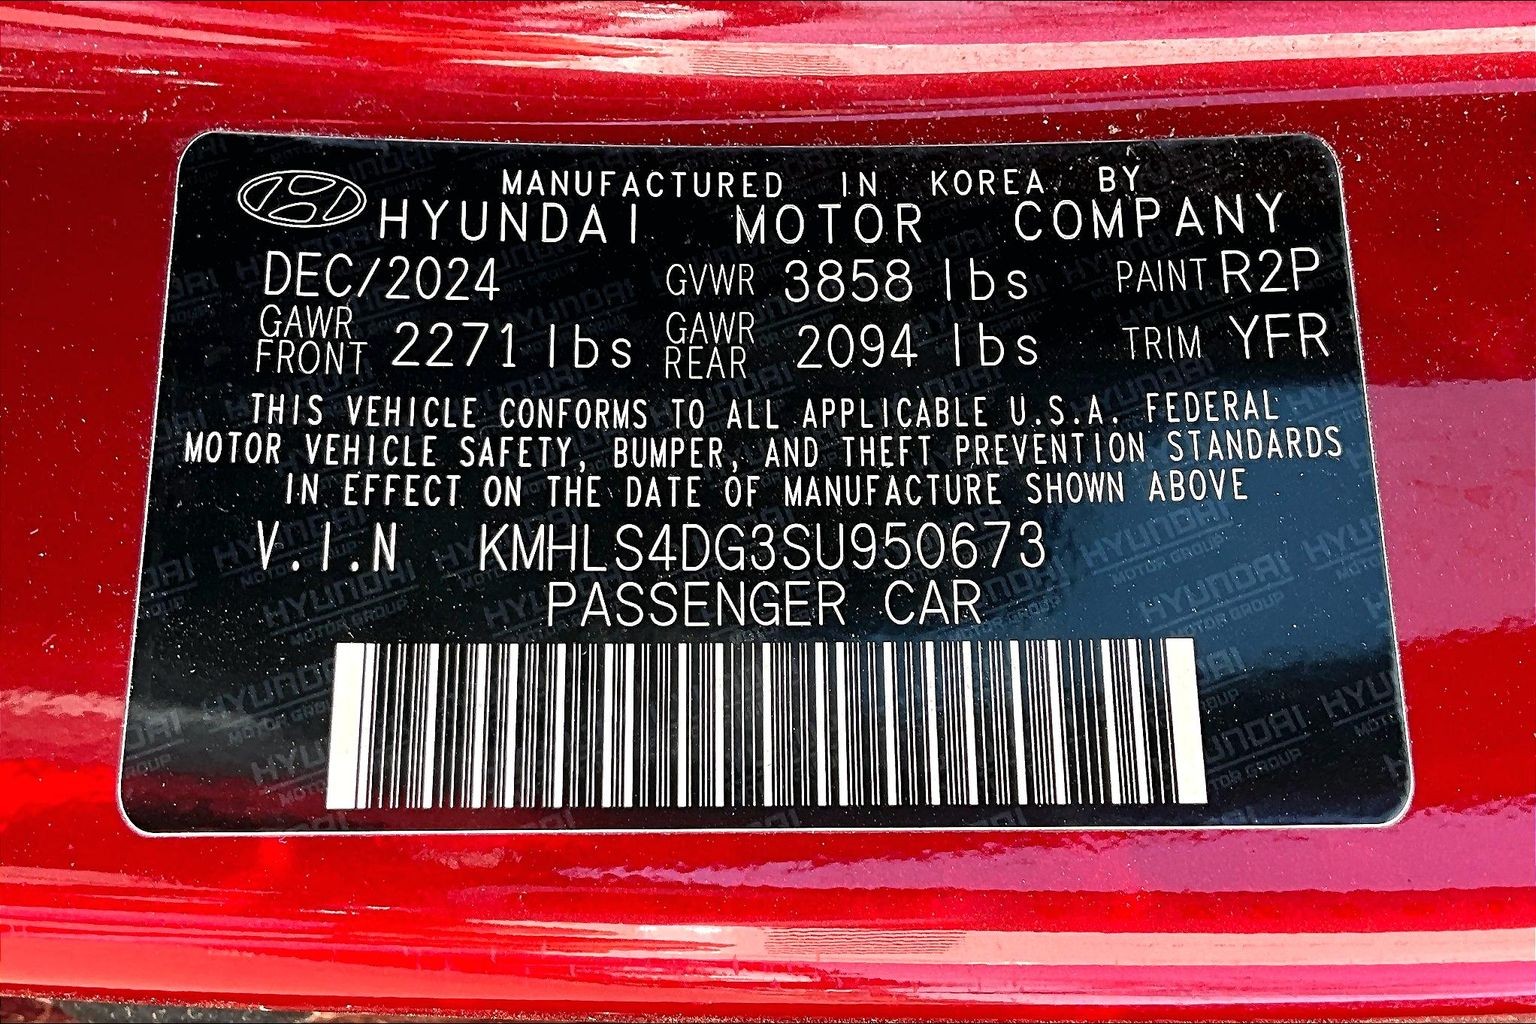 MANUFACTURED IN KOREA BY
HYUNDAI MOTOR COMPANY
DEC/2024 GVWR 3858 lbs PAINT R2P
GAWR FRONT 2271 lbs GAWR REAR 2094 lbs TRIM YFR
THIS VEHICLE CONFORMS TO ALL APPLICABLE U.S.A. FEDERAL
MOTOR VEHICLE SAFETY, BUMPER, AND THEFT PREVENTION STANDARDS
IN EFFECT ON THE DATE OF MANUFACTURE SHOWN ABOVE
V.I.N KMHLS4DG3SU950673
PASSENGER CAR